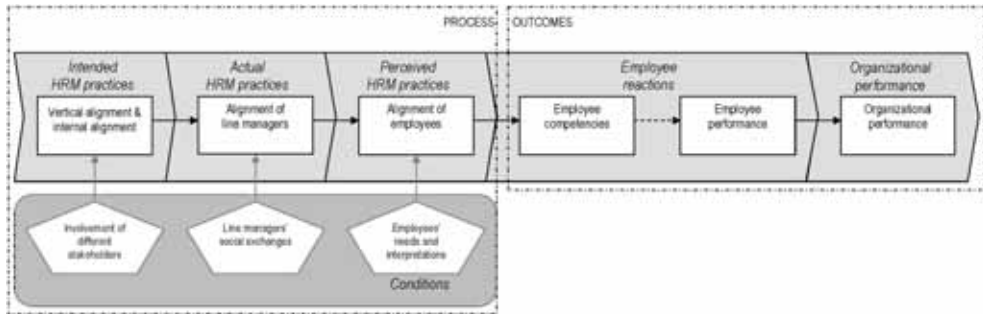 PROCESS
OUTCOMES
Intended
HRM practices
Actual
HRM practices
Perceived
HRM practices
Employee
reactions
Organizational
performance
Vertical alignment &
internal alignment
Alignment of
line managers
Alignment of
employees
Employee
competencies
Employee
performance
Organizational
performance
Involvement of
different
stakeholders
Line managers'
social exchanges
Employees'
needs and
interpretations
Conditions